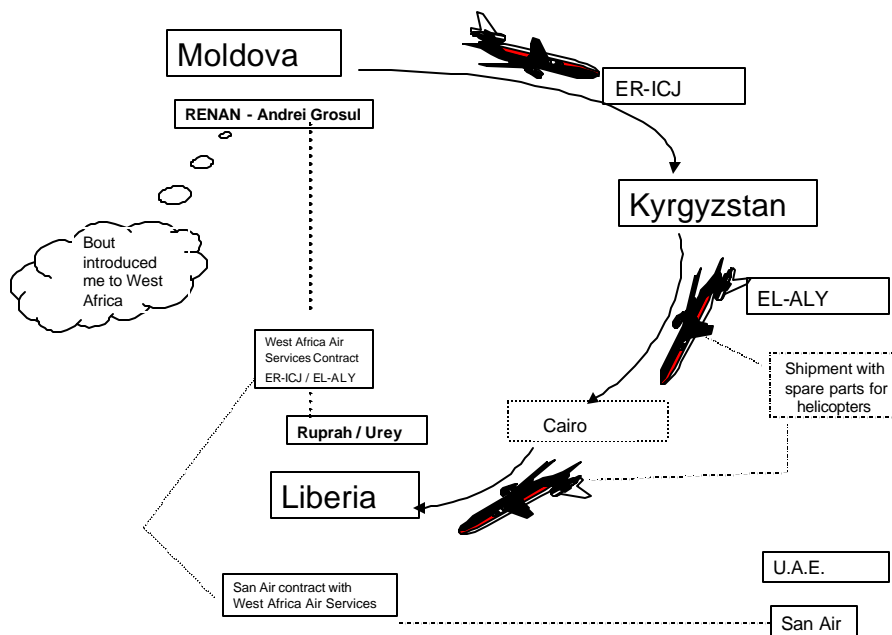 Moldova
ER-ICJ
RENAN - Andrei Grosul
Kyrgyzstan
Bout
introduced
me to West
Africa
EL-ALY
West Africa Air
Services Contract
ER-ICJ / EL-ALY
Shipment with
spare parts for
helicopters
Cairo
Ruprah / Urey
Liberia
U.A.E.
San Air contract with
West Africa Air Services
San Air